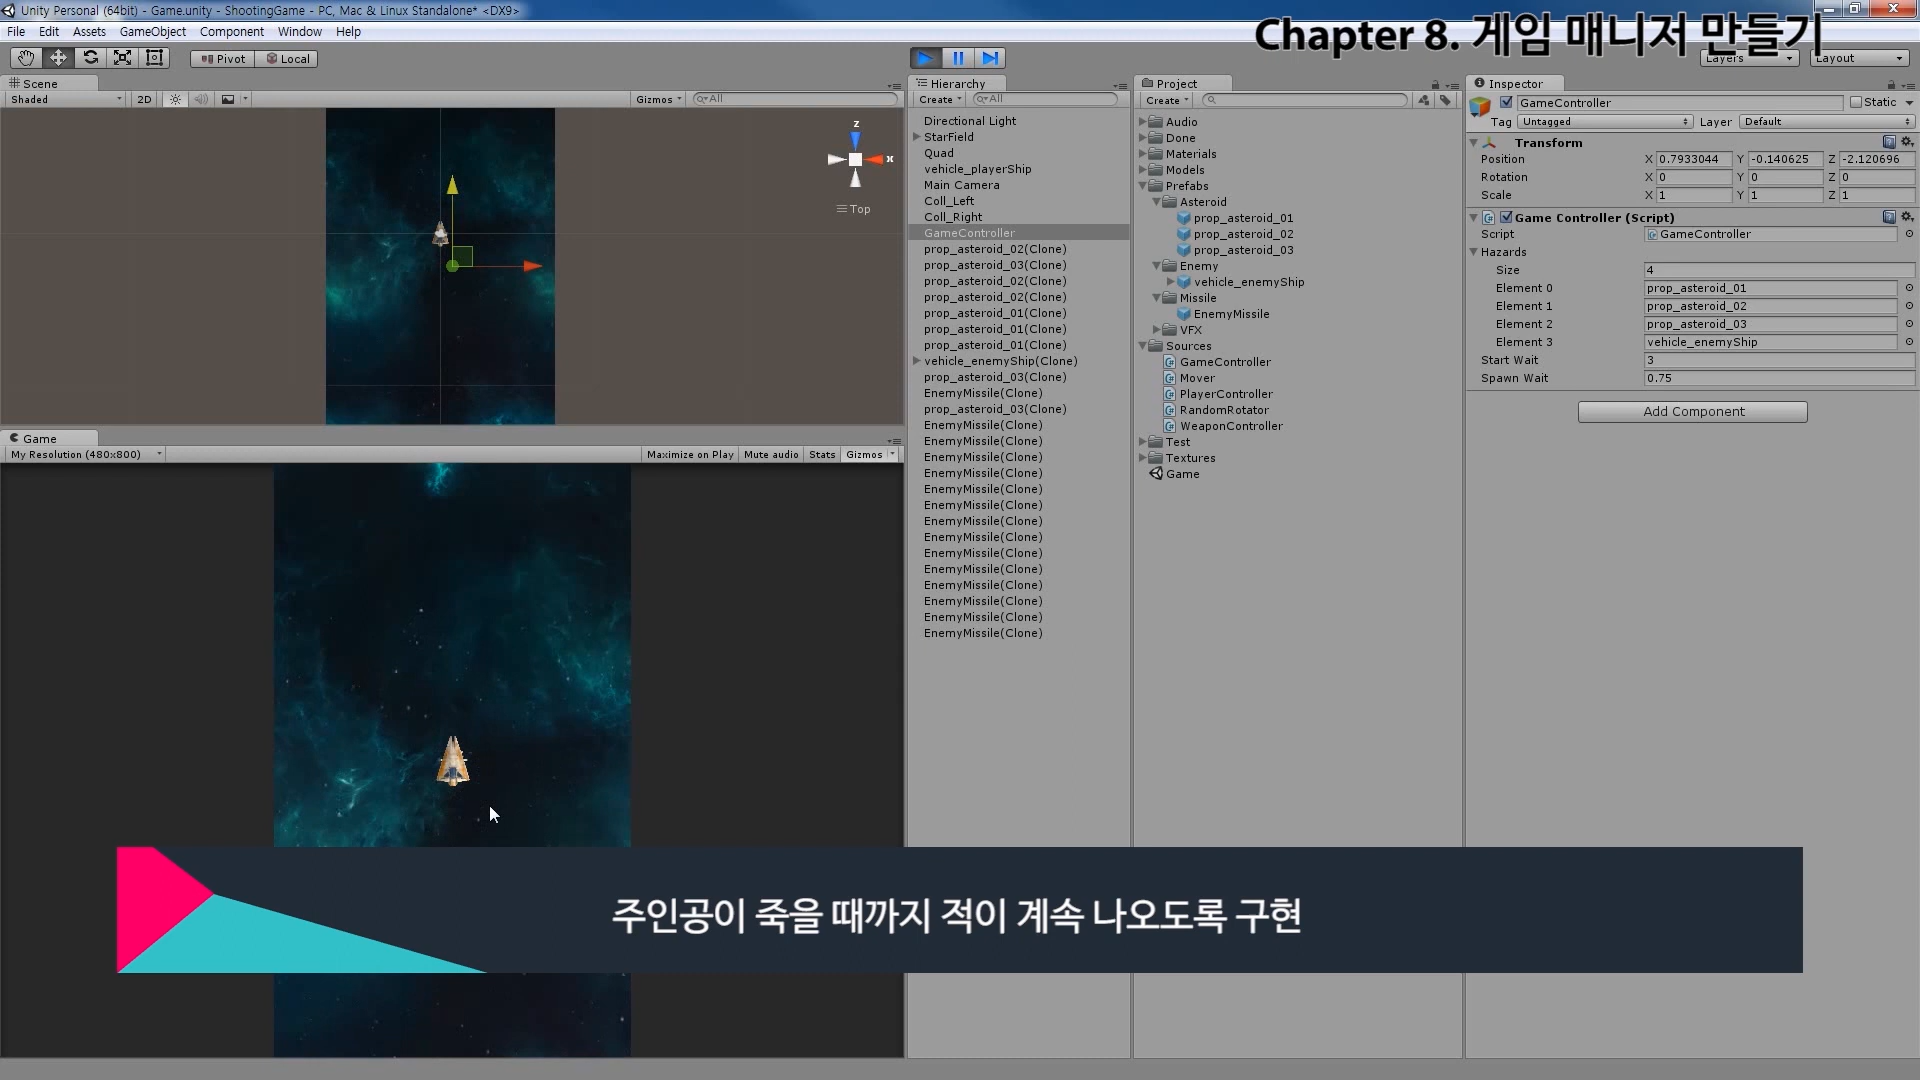 Unity Personal (64bit) - Game.unity - ShootingGame - PC, Mac & Linux Standalone* <DX9>
Chapter 8. 게임 매니저 만들기
File Edit Assets GameObject Component Window Help
Pivot Local
Layers Layout
Scene
Shaded 2D Gizmos All
z
x
Top
Game
My Resolution (480x800) Maximize on Play Mute audio Stats Gizmos
Hierarchy
Create All
Directional Light
StarField
Quad
vehicle_playerShip
Main Camera
Coll_Left
Coll_Right
GameController
prop_asteroid_02(Clone)
prop_asteroid_03(Clone)
prop_asteroid_02(Clone)
prop_asteroid_02(Clone)
prop_asteroid_01(Clone)
prop_asteroid_01(Clone)
prop_asteroid_01(Clone)
vehicle_enemyShip(Clone)
prop_asteroid_03(Clone)
EnemyMissile(Clone)
prop_asteroid_03(Clone)
EnemyMissile(Clone)
EnemyMissile(Clone)
EnemyMissile(Clone)
EnemyMissile(Clone)
EnemyMissile(Clone)
EnemyMissile(Clone)
EnemyMissile(Clone)
EnemyMissile(Clone)
EnemyMissile(Clone)
EnemyMissile(Clone)
EnemyMissile(Clone)
EnemyMissile(Clone)
EnemyMissile(Clone)
EnemyMissile(Clone)
Project
Create
Audio
Done
Materials
Models
Prefabs
Asteroid
prop_asteroid_01
prop_asteroid_02
prop_asteroid_03
Enemy
vehicle_enemyShip
Missile
EnemyMissile
VFX
Sources
GameController
Mover
PlayerController
RandomRotator
WeaponController
Test
Textures
Game
Inspector
GameController Static
Tag Untagged Layer Default
Transform
Position X 0.7933044 Y -0.140625 Z -2.120696
Rotation X 0 Y 0 Z 0
Scale X 1 Y 1 Z 1
Game Controller (Script)
Script GameController
Hazards
Size 4
Element 0 prop_asteroid_01
Element 1 prop_asteroid_02
Element 2 prop_asteroid_03
Element 3 vehicle_enemyShip
Start Wait 3
Spawn Wait 0.75
Add Component
주인공이 죽을 때까지 적이 계속 나오도록 구현